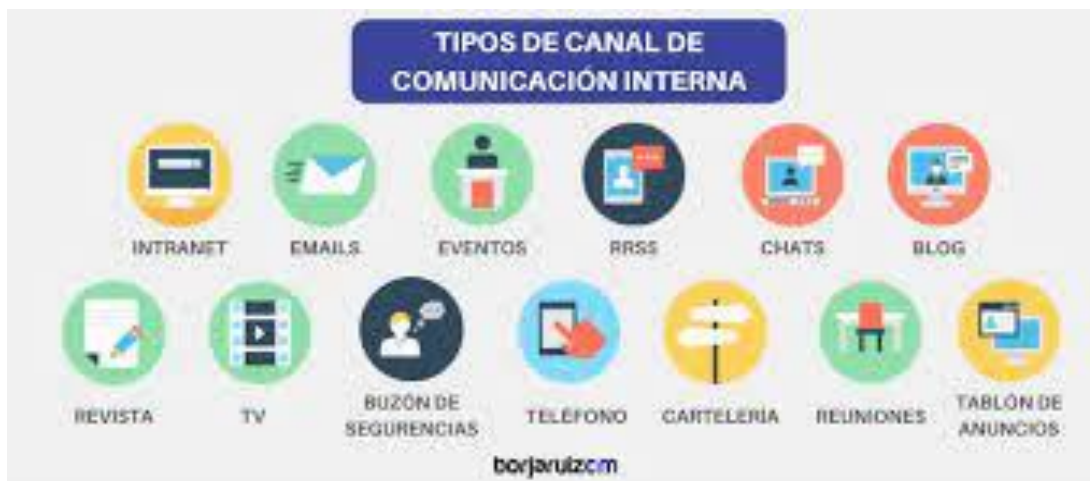 TIPOS DE CANAL DE
COMUNICACIÓN INTERNA
INTRANET
EMAILS
EVENTOS
RRSS
CHATS
BLOG
REVISTA
TV
BUZÓN DE
SEGURENCIAS
TELÉFONO
CARTELERÍA
REUNIONES
TABLÓN DE
ANUNCIOS
borjaruizcm